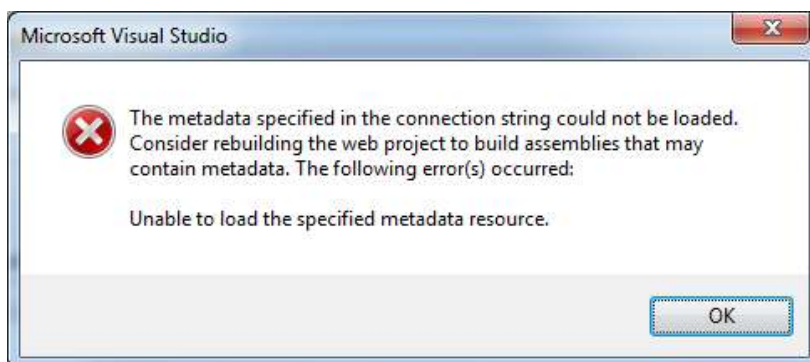 Microsoft Visual Studio
The metadata specified in the connection string could not be loaded.
Consider rebuilding the web project to build assemblies that may
contain metadata. The following error(s) occurred:
Unable to load the specified metadata resource.
OK